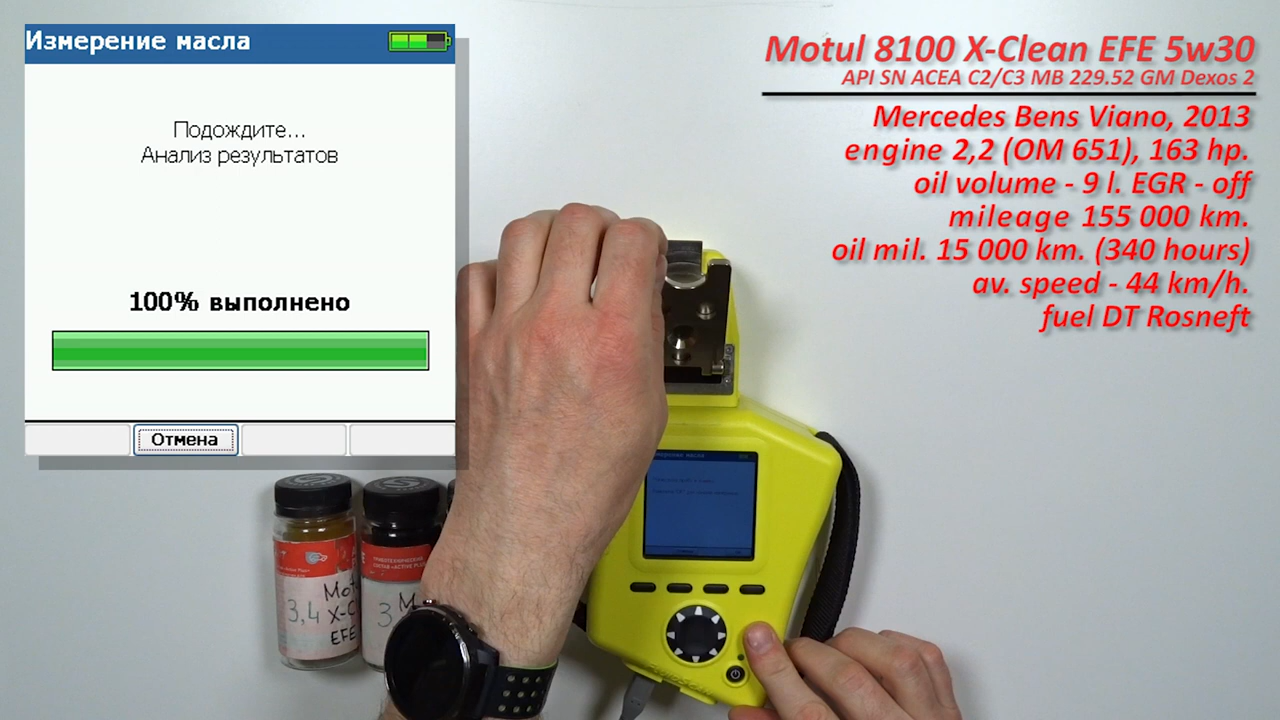 Измерение масла
Подождите...
Анализ результатов
100% выполнено
Отмена
Motul 8100 X-Clean EFE 5w30
API SN ACEA C2/C3 MB 229.52 GM Dexos 2
Mercedes Bens Viano, 2013
engine 2,2 (OM 651), 163 hp.
oil volume - 9 l. EGR - off
mileage 155 000 km.
oil mil. 15 000 km. (340 hours)
av. speed - 44 km/h.
fuel DT Rosneft
3,4
X-C
EFE
3